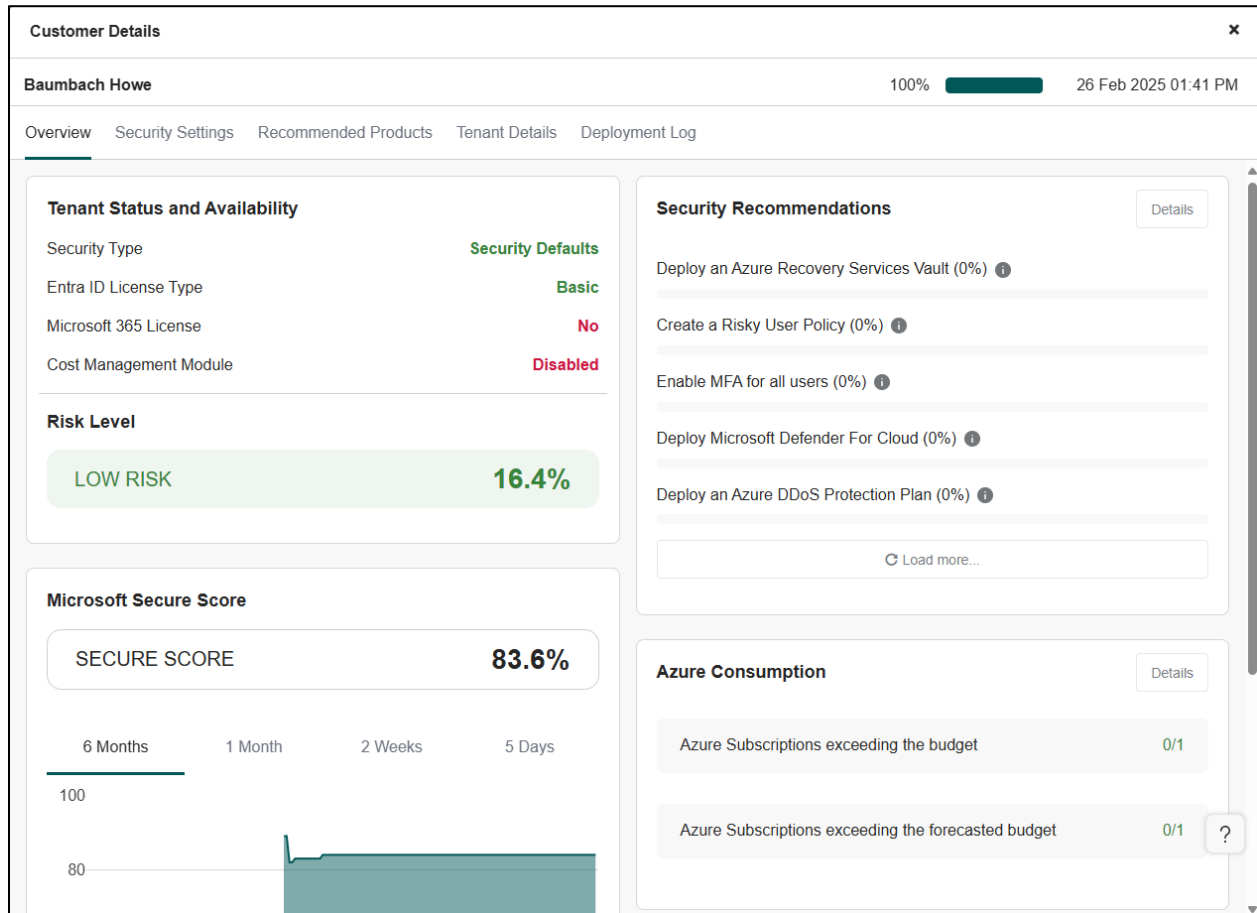 Customer Details ×
Baumbach Howe 100% 26 Feb 2025 01:41 PM
Overview Security Settings Recommended Products Tenant Details Deployment Log
Tenant Status and Availability
Security Type Security Defaults
Entra ID License Type Basic
Microsoft 365 License No
Cost Management Module Disabled
Risk Level
LOW RISK 16.4%
Microsoft Secure Score
SECURE SCORE 83.6%
6 Months 1 Month 2 Weeks 5 Days
100
80
Security Recommendations Details
Deploy an Azure Recovery Services Vault (0%) i
Create a Risky User Policy (0%) i
Enable MFA for all users (0%) i
Deploy Microsoft Defender For Cloud (0%) i
Deploy an Azure DDoS Protection Plan (0%) i
Load more...
Azure Consumption Details
Azure Subscriptions exceeding the budget 0/1
Azure Subscriptions exceeding the forecasted budget 0/1
?